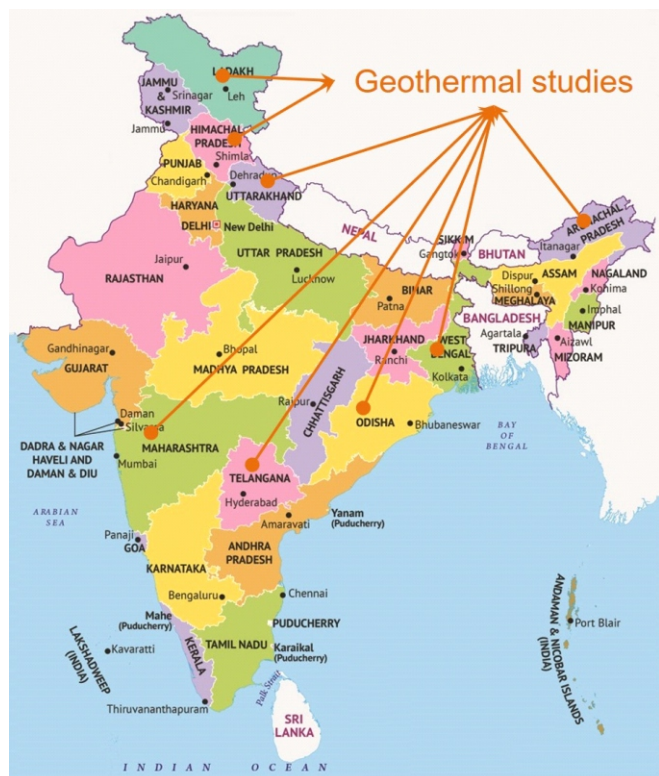 Geothermal studies
LADAKH
JAMMU
&
KASHMIR
Srinagar
Leh
Jammu
HIMACHAL
PRADESH
Shimla
PUNJAB
Chandigarh
Dehradun
UTTARAKHAND
HARYANA
DELHI
New Delhi
NEPAL
SIKKIM
Gangtok
BHUTAN
ARUNACHAL
PRADESH
Itanagar
RAJASTHAN
Jaipur
UTTAR PRADESH
Lucknow
BIHAR
Patna
Dispur
ASSAM
NAGALAND
Shillong
Kohima
MEGHALAYA
BANGLADESH
Imphal
MANIPUR
Gandhinagar
GUJARAT
Bhopal
MADHYA PRADESH
JHARKHAND
Ranchi
WEST
BENGAL
Kolkata
Agartala
TRIPURA
Aizawl
MIZORAM
CHHATTISGARH
Raipur
ODISHA
Bhubaneswar
BAY
OF
BENGAL
Daman
Silvassa
DADRA & NAGAR
HAVELI AND
DAMAN & DIU
MAHARASHTRA
Mumbai
TELANGANA
Hyderabad
ARABIAN
SEA
Amaravati
Yanam
(Puducherry)
Panaji
GOA
KARNATAKA
ANDHRA
PRADESH
Bengaluru
Chennai
Mahe
(Puducherry)
PUDUCHERRY
LAKSHADWEEP
(INDIA)
Kavaratti
KERALA
TAMIL NADU
Karaikal
(Puducherry)
Thiruvananthapuram
Palk Strait
SRI
LANKA
ANDAMAN & NICOBAR ISLANDS
(INDIA)
Port Blair
INDIAN OCEAN